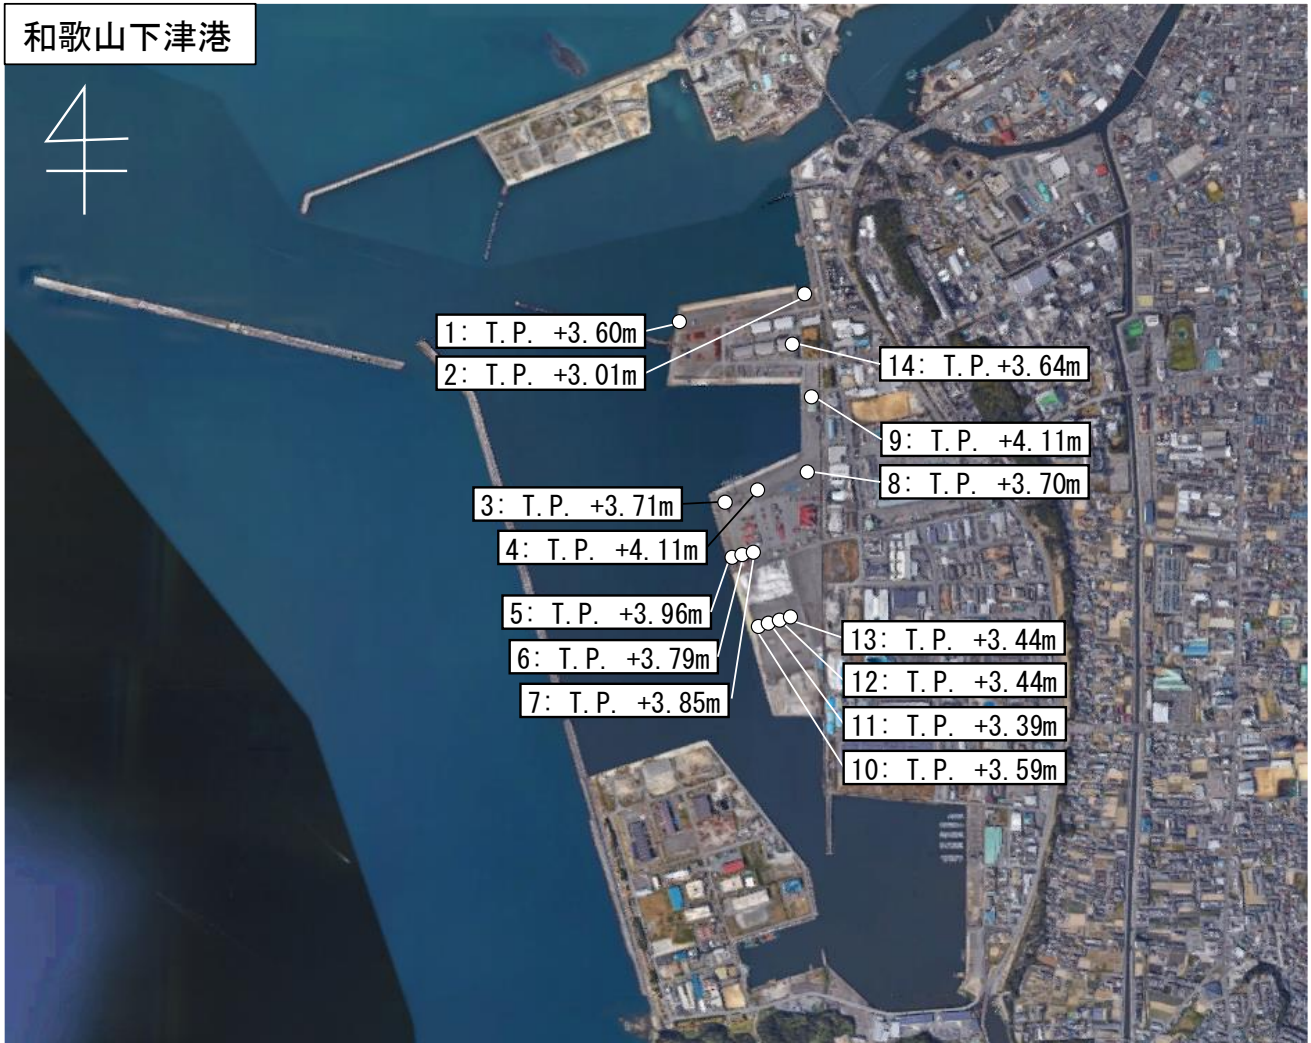 和歌山下津港
1: T.P. +3.60m
2: T.P. +3.01m
14: T.P.+3.64m
9: T.P. +4.11m
8: T.P. +3.70m
3: T.P. +3.71m
4: T.P. +4.11m
5: T.P. +3.96m
6: T.P. +3.79m
7: T.P. +3.85m
13: T.P. +3.44m
12: T.P. +3.44m
11: T.P. +3.39m
10: T.P. +3.59m